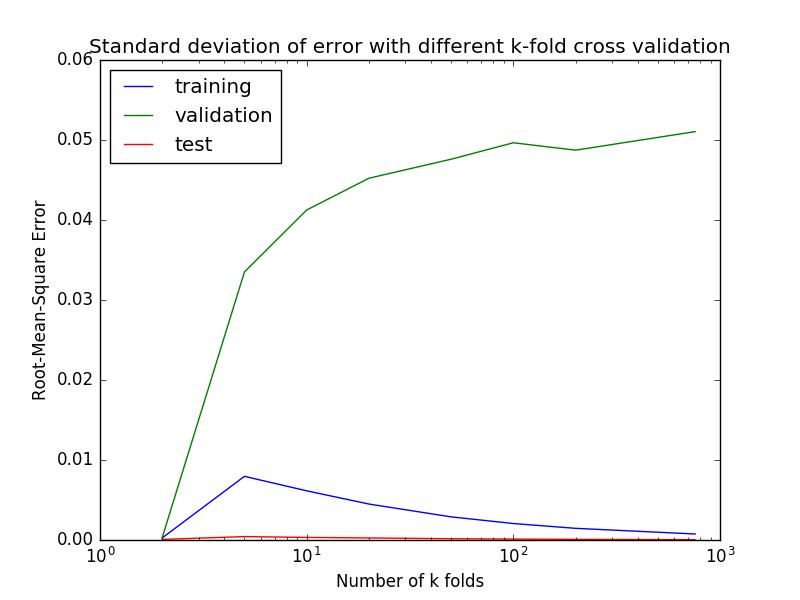 Standard deviation of error with different k-fold cross validation
0.06
0.05
0.04
0.03
0.02
0.01
0.00
training
validation
test
Root-Mean-Square Error
10⁰ 10¹ 10² 10³
Number of k folds